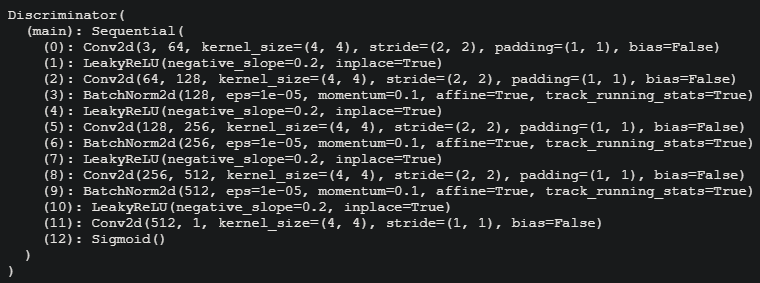 Discriminator(
  (main): Sequential(
    (0): Conv2d(3, 64, kernel_size=(4, 4), stride=(2, 2), padding=(1, 1), bias=False)
    (1): LeakyReLU(negative_slope=0.2, inplace=True)
    (2): Conv2d(64, 128, kernel_size=(4, 4), stride=(2, 2), padding=(1, 1), bias=False)
    (3): BatchNorm2d(128, eps=1e-05, momentum=0.1, affine=True, track_running_stats=True)
    (4): LeakyReLU(negative_slope=0.2, inplace=True)
    (5): Conv2d(128, 256, kernel_size=(4, 4), stride=(2, 2), padding=(1, 1), bias=False)
    (6): BatchNorm2d(256, eps=1e-05, momentum=0.1, affine=True, track_running_stats=True)
    (7): LeakyReLU(negative_slope=0.2, inplace=True)
    (8): Conv2d(256, 512, kernel_size=(4, 4), stride=(2, 2), padding=(1, 1), bias=False)
    (9): BatchNorm2d(512, eps=1e-05, momentum=0.1, affine=True, track_running_stats=True)
    (10): LeakyReLU(negative_slope=0.2, inplace=True)
    (11): Conv2d(512, 1, kernel_size=(4, 4), stride=(1, 1), bias=False)
    (12): Sigmoid()
  )
)